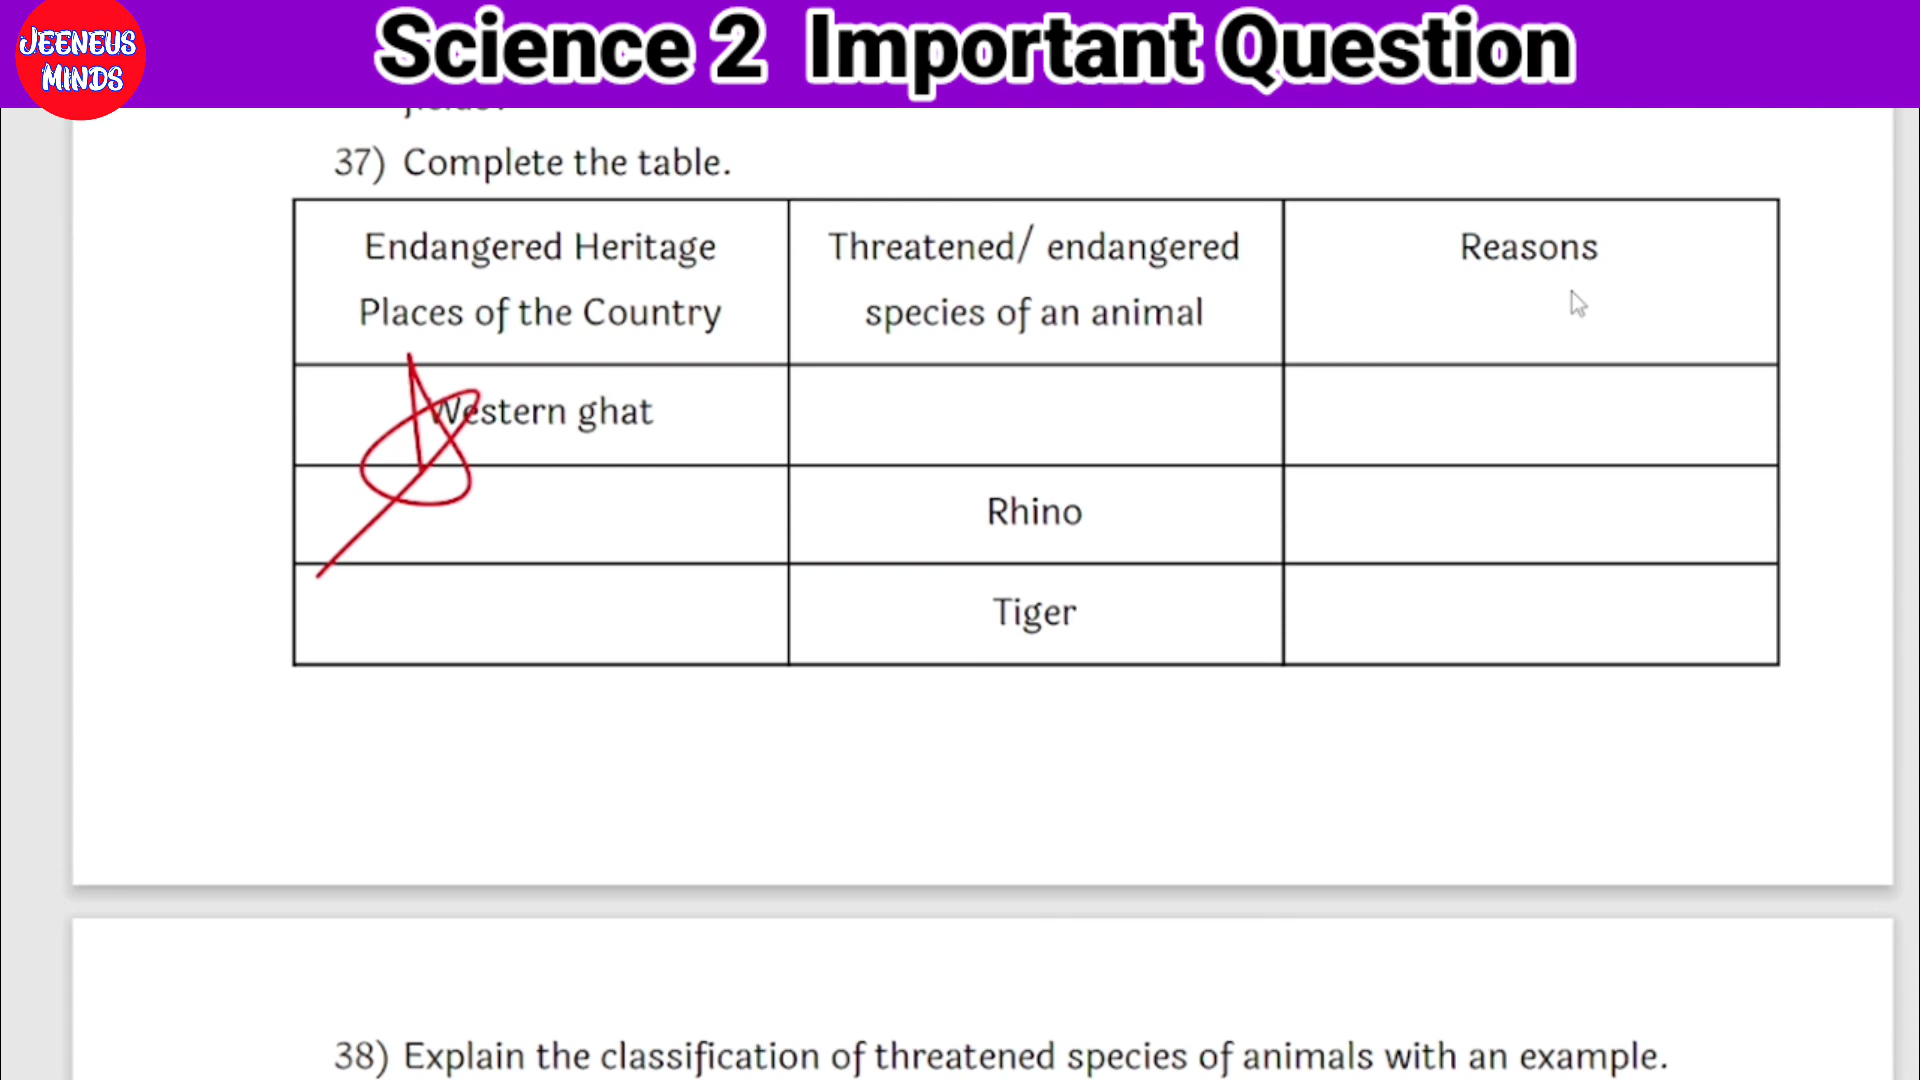 JEENEUS
MINDS
Science 2 Important Question
37) Complete the table.
Endangered Heritage
Places of the Country
Threatened/ endangered
species of an animal
Reasons
Western ghat
Rhino
Tiger
38) Explain the classification of threatened species of animals with an example.